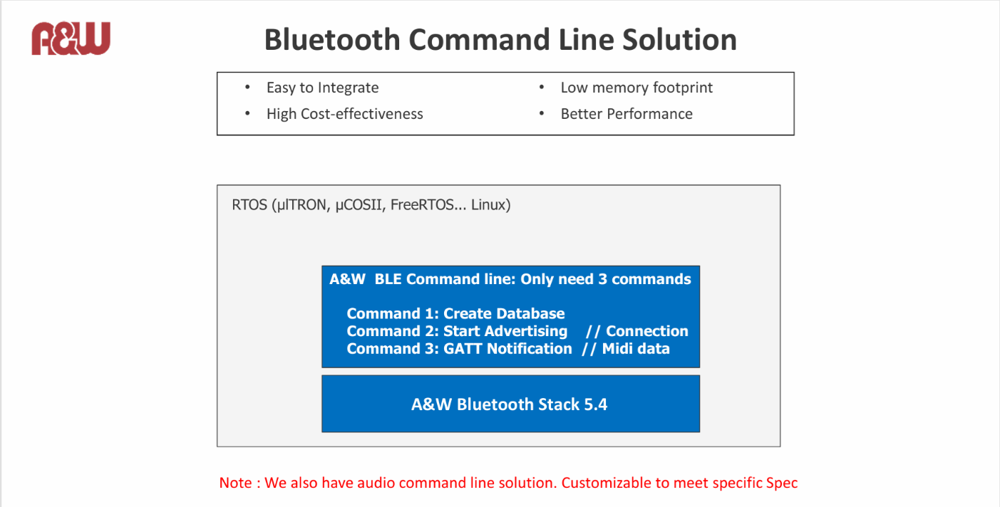 A&W
Bluetooth Command Line Solution
• Easy to Integrate
• High Cost-effectiveness
• Low memory footprint
• Better Performance
RTOS (µlTRON, µCOSII, FreeRTOS... Linux)
A&W BLE Command line: Only need 3 commands
Command 1: Create Database
Command 2: Start Advertising // Connection
Command 3: GATT Notification // Midi data
A&W Bluetooth Stack 5.4
Note : We also have audio command line solution. Customizable to meet specific Spec